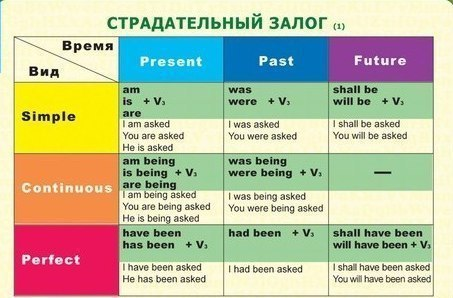 СТРАДАТЕЛЬНЫЙ ЗАЛОГ (1)
Время
Вид
Present
Past
Future
Simple
am
is + V₃
are
I am asked
You are asked
He is asked
was
were + V₃
I was asked
You were asked
shall be
will be + V₃
I shall be asked
You will be asked
Continuous
am being
is being + V₃
are being
I am being asked
You are being asked
He is being asked
was being
were being + V₃
I was being asked
You were being asked
—
Perfect
have been
has been + V₃
I have been asked
He has been asked
had been + V₃
I had been asked
shall have been
will have been + V₃
I shall have been asked
You will have been asked